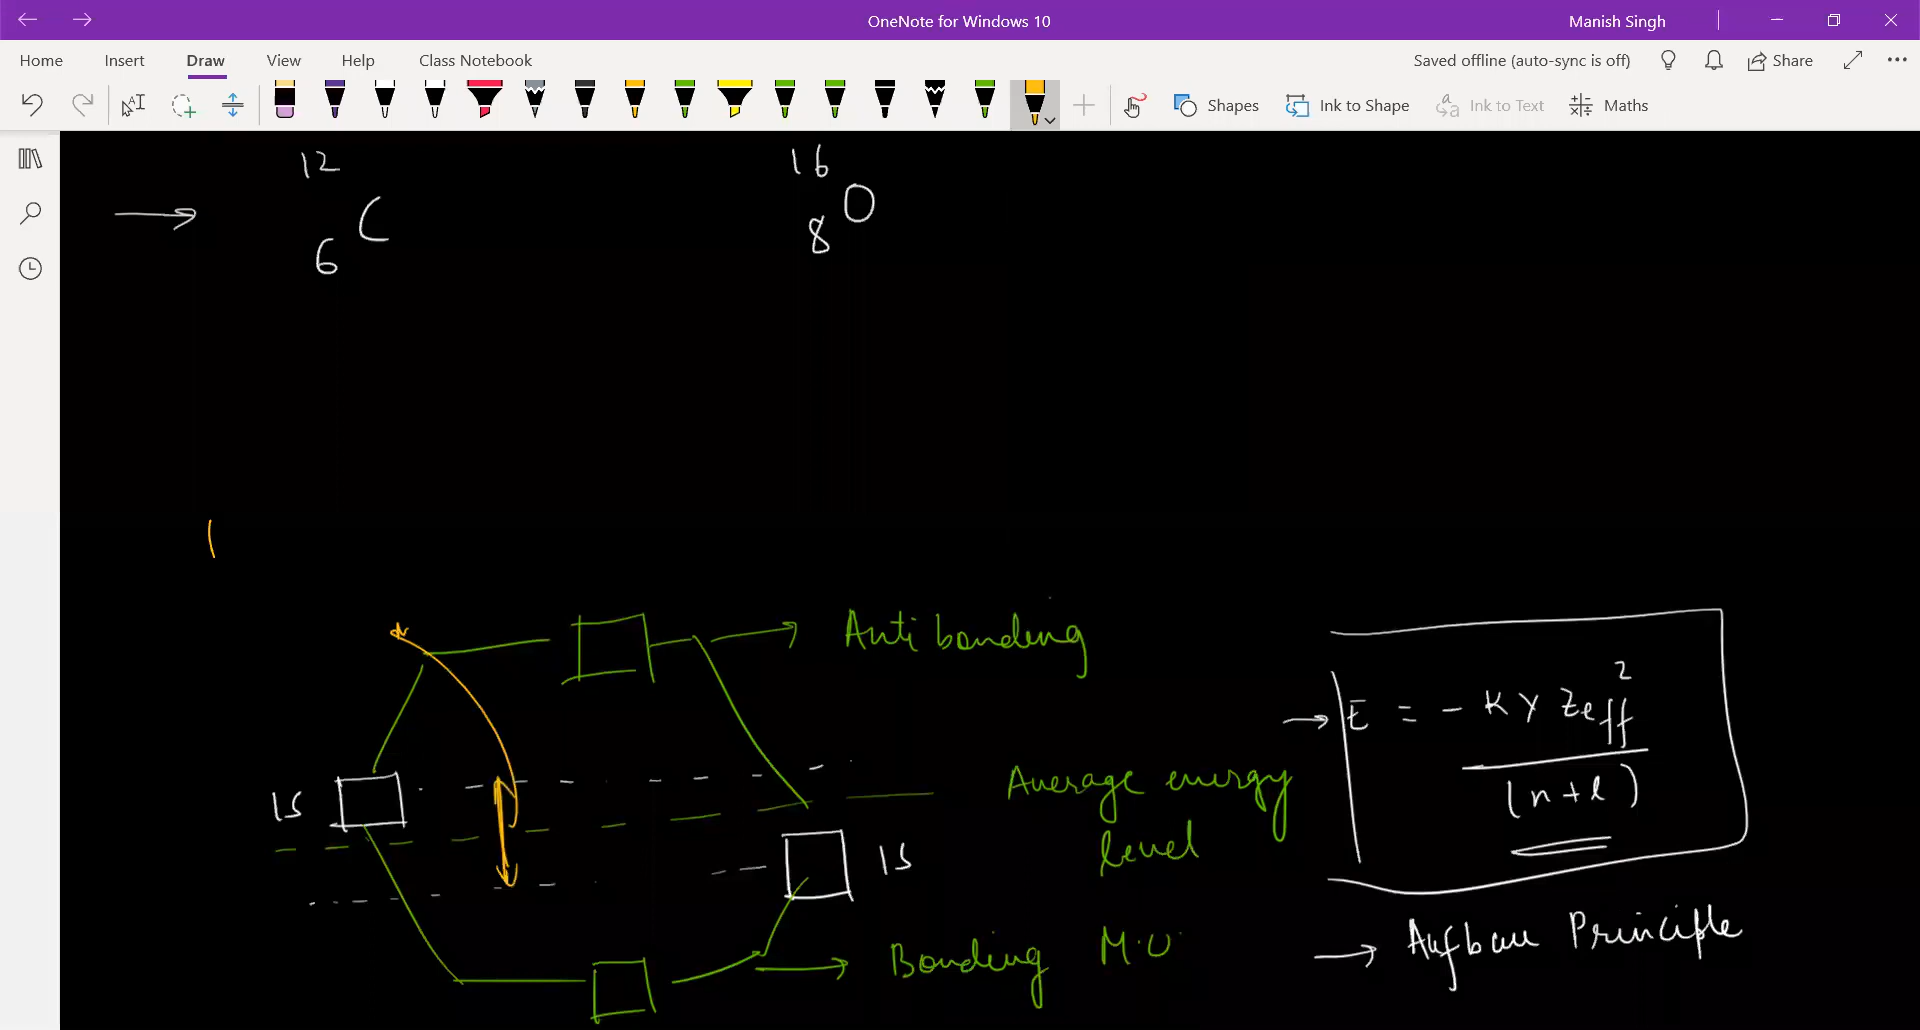 OneNote for Windows 10
Manish Singh
Home Insert Draw View Help Class Notebook
Saved offline (auto-sync is off) Share
Shapes Ink to Shape Ink to Text Maths
12
C
6
16
O
8
Anti bonding
E = - K x Zeff²
(n + l)
1S
Average energy
level
1S
Bonding M.O
Aufbau Principle